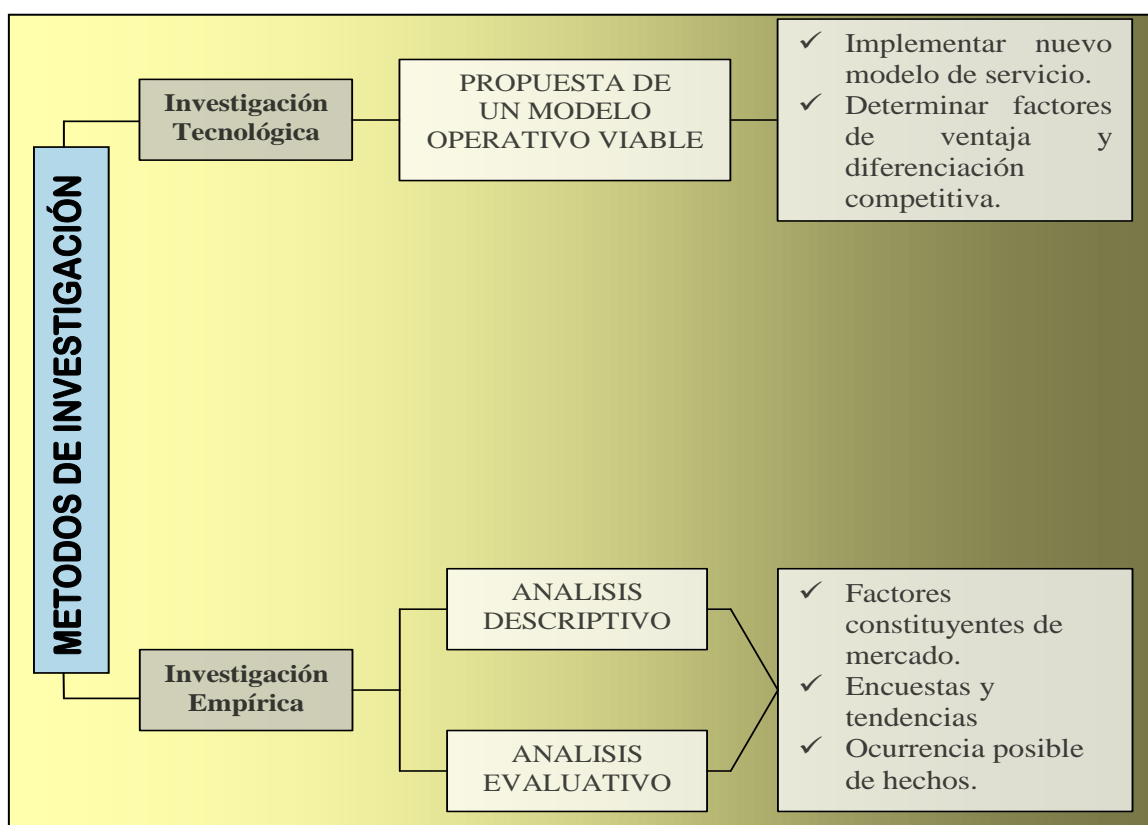 METODOS DE INVESTIGACIÓN
Investigación
Tecnológica
PROPUESTA DE
UN MODELO
OPERATIVO VIABLE
✓ Implementar nuevo
modelo de servicio.
✓ Determinar factores
de ventaja y
diferenciación
competitiva.
Investigación
Empírica
ANALISIS
DESCRIPTIVO
ANALISIS
EVALUATIVO
✓ Factores
constituyentes de
mercado.
✓ Encuestas y
tendencias
✓ Ocurrencia posible
de hechos.